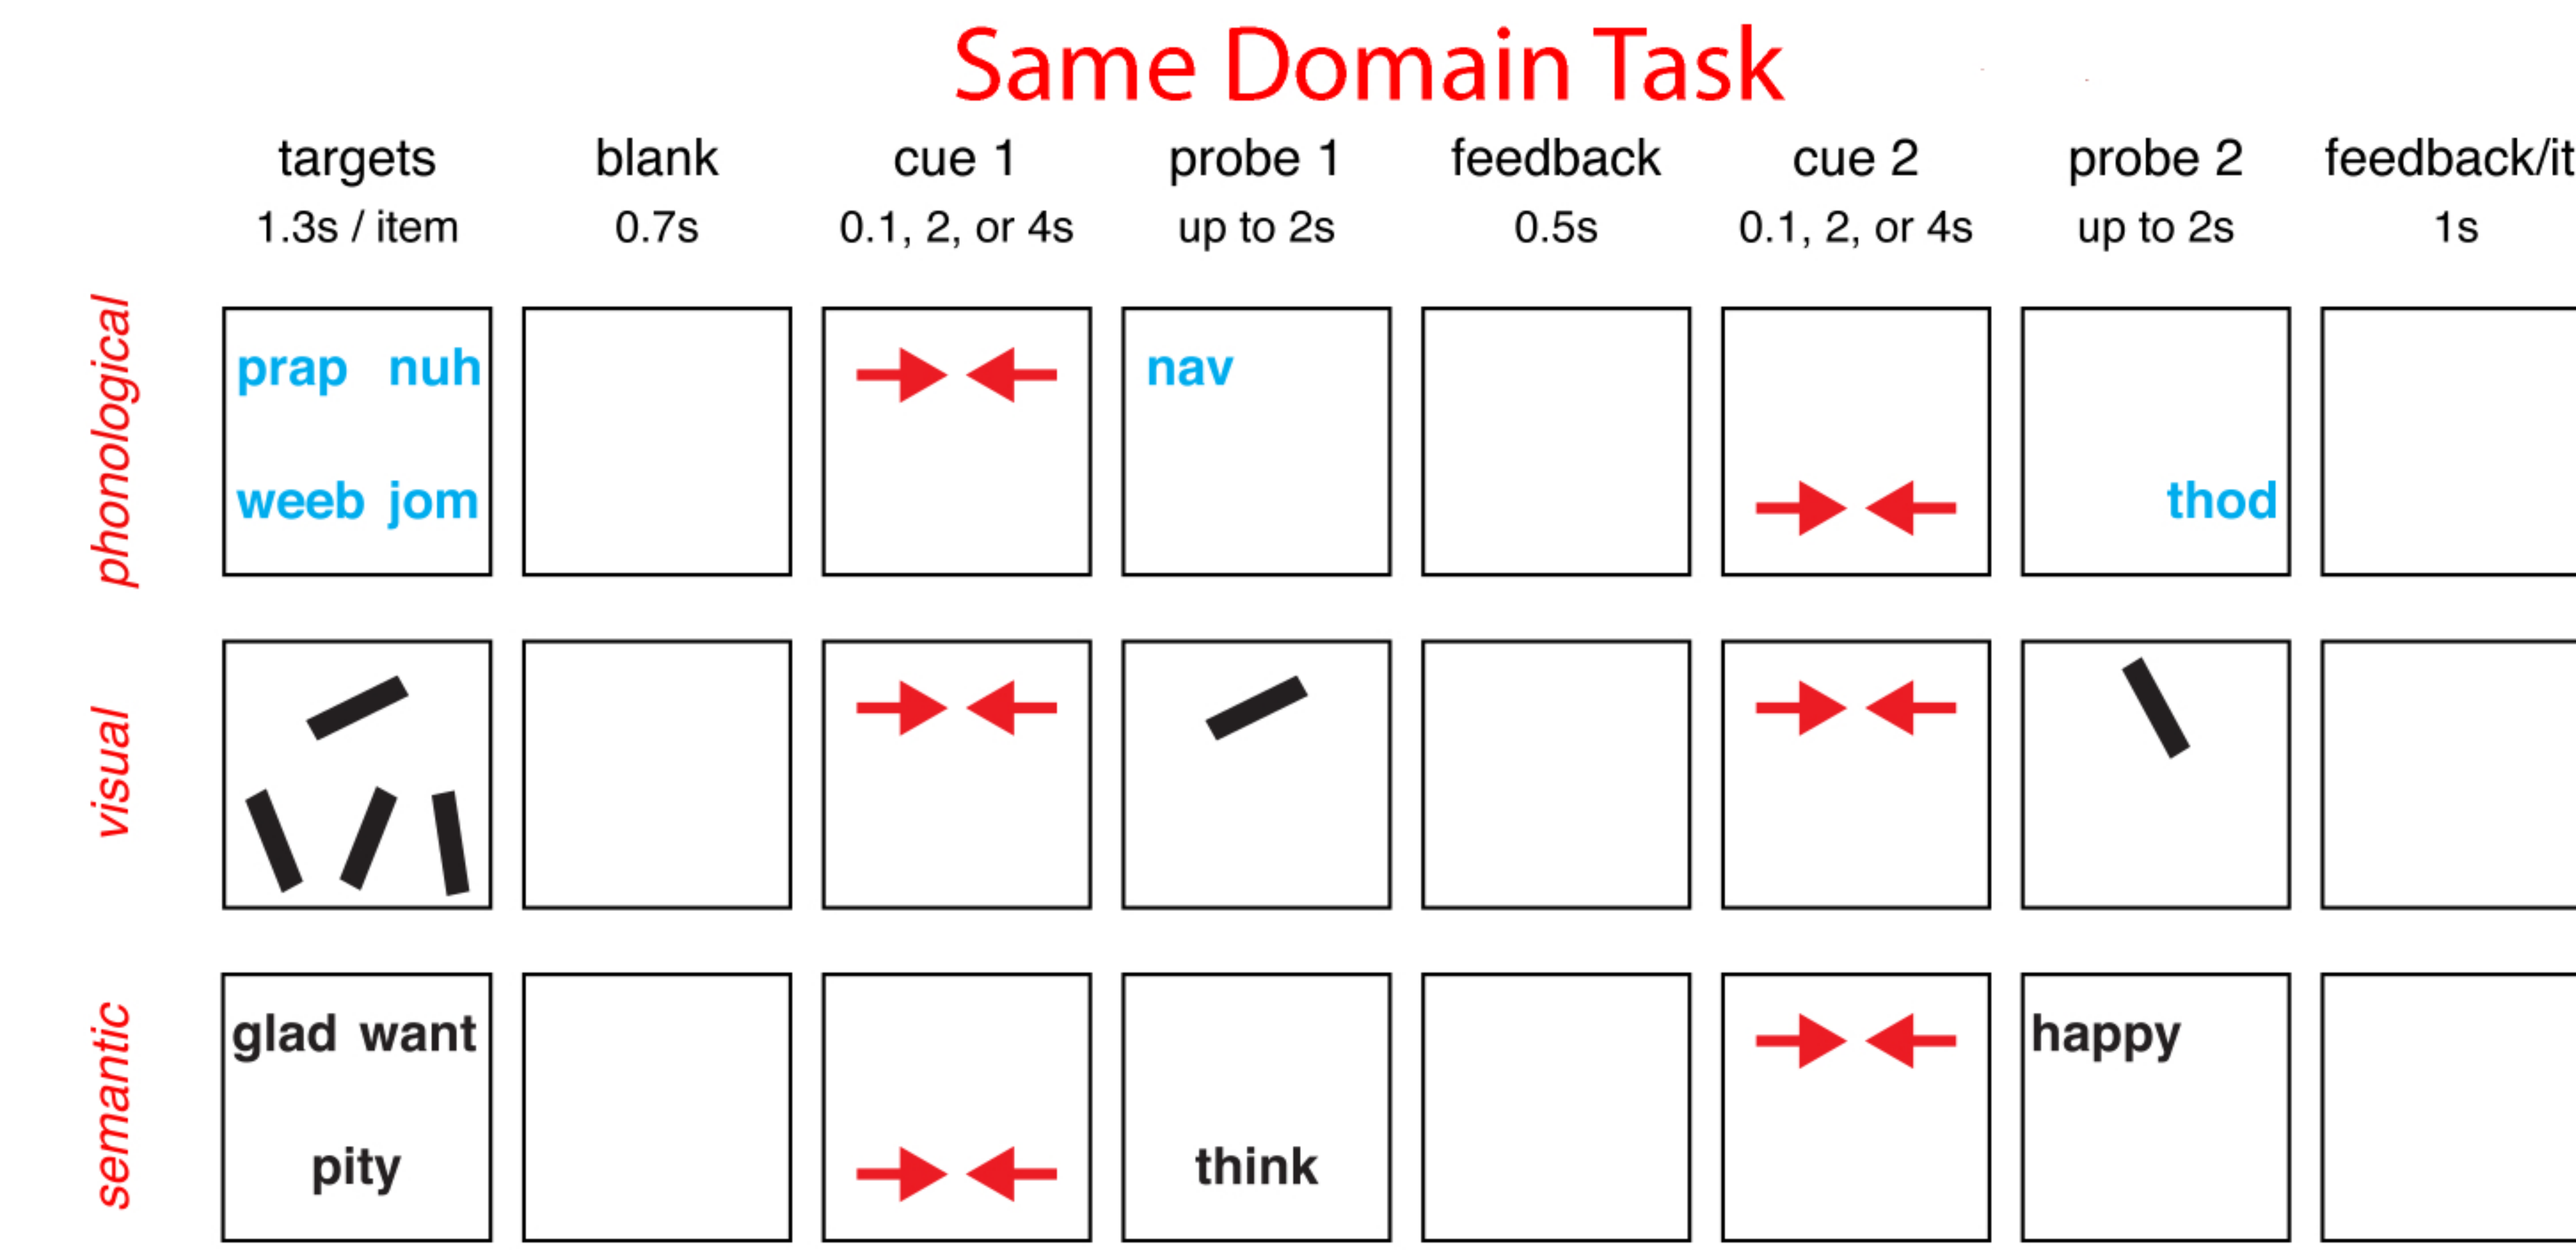 Same Domain Task
targets blank cue 1 probe 1 feedback cue 2 probe 2 feedback/it
1.3s / item 0.7s 0.1, 2, or 4s up to 2s 0.5s 0.1, 2, or 4s up to 2s 1s
phonological
prap nuh nav
weeb jom thod
visual
semantic
glad want happy
pity think